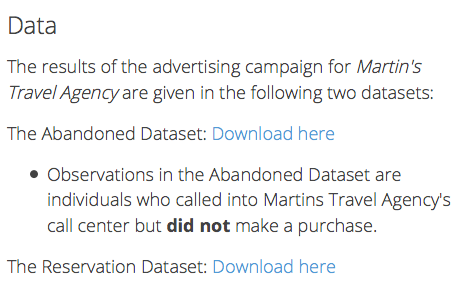 Data
The results of the advertising campaign for Martin's
Travel Agency are given in the following two datasets:
The Abandoned Dataset: Download here
• Observations in the Abandoned Dataset are
individuals who called into Martins Travel Agency's
call center but did not make a purchase.
The Reservation Dataset: Download here